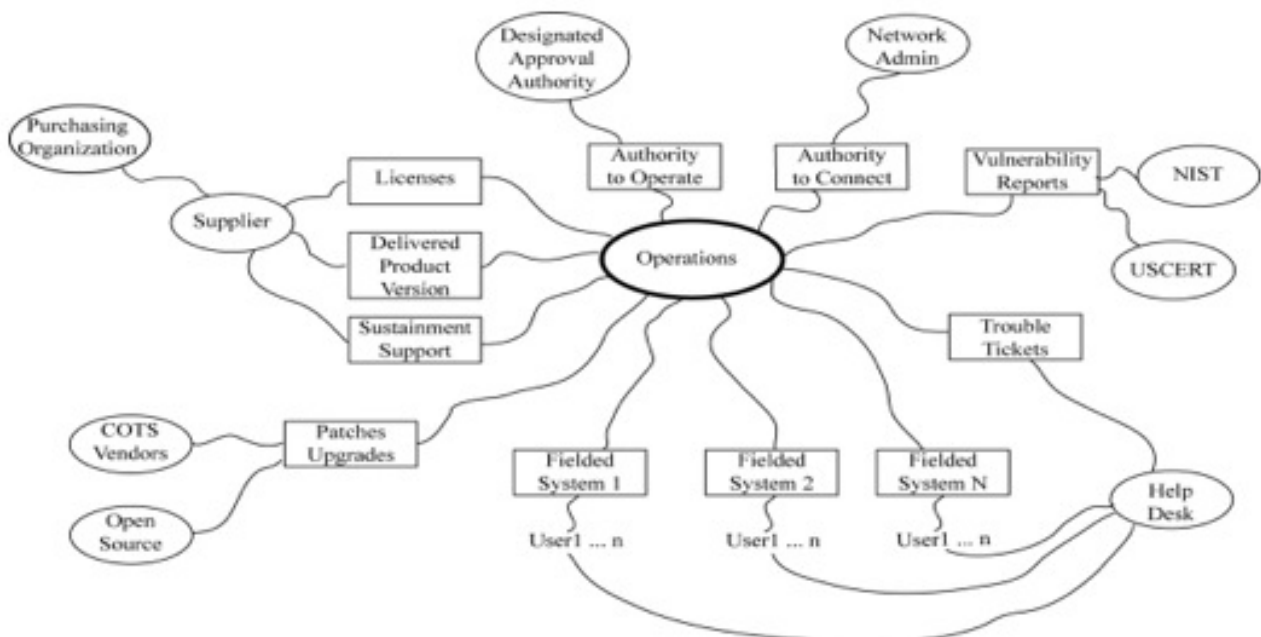 Designated
Approval
Authority
Network
Admin
Purchasing
Organization
Authority
to Operate
Authority
to Connect
Vulnerability
Reports
NIST
Licenses
Supplier
Delivered
Product
Version
Operations
USCERT
Sustainment
Support
Trouble
Tickets
COTS
Vendors
Patches
Upgrades
Fielded
System 1
Fielded
System 2
Fielded
System N
Help
Desk
Open
Source
User1 ... n
User1 ... n
User1 ... n